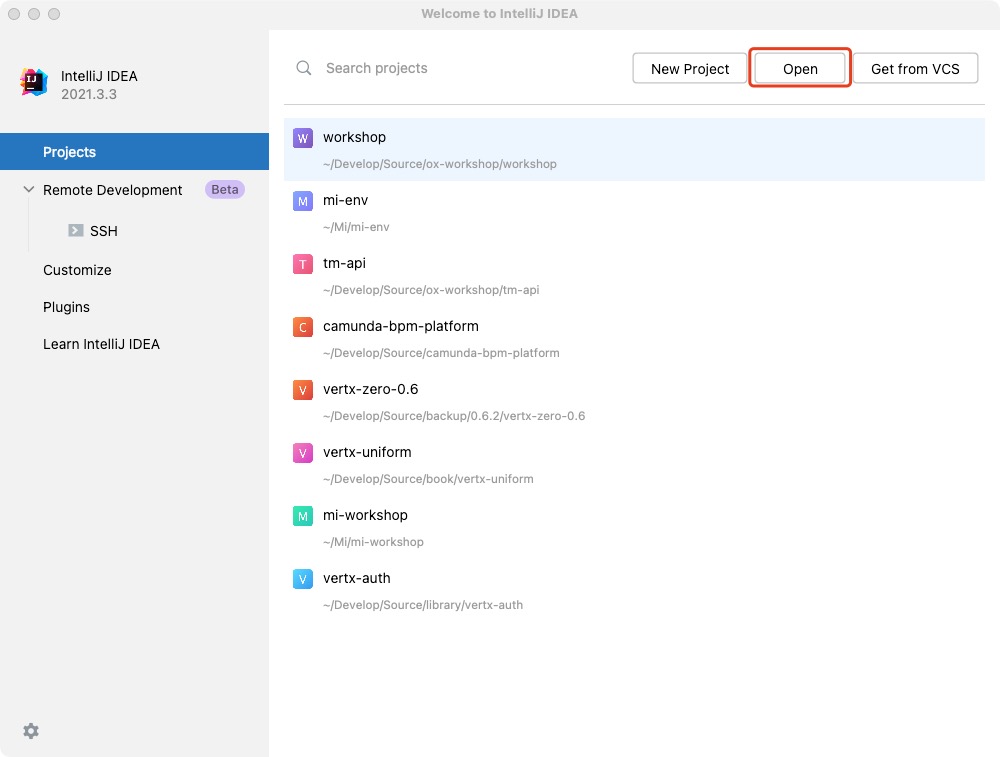 Welcome to IntelliJ IDEA
IJ
IntelliJ IDEA
2021.3.3
Projects
Remote Development Beta
SSH
Customize
Plugins
Learn IntelliJ IDEA
Search projects
New Project
Open
Get from VCS
W workshop
~/Develop/Source/ox-workshop/workshop
M mi-env
~/Mi/mi-env
T tm-api
~/Develop/Source/ox-workshop/tm-api
C camunda-bpm-platform
~/Develop/Source/camunda-bpm-platform
V vertx-zero-0.6
~/Develop/Source/backup/0.6.2/vertx-zero-0.6
V vertx-uniform
~/Develop/Source/book/vertx-uniform
M mi-workshop
~/Mi/mi-workshop
V vertx-auth
~/Develop/Source/library/vertx-auth